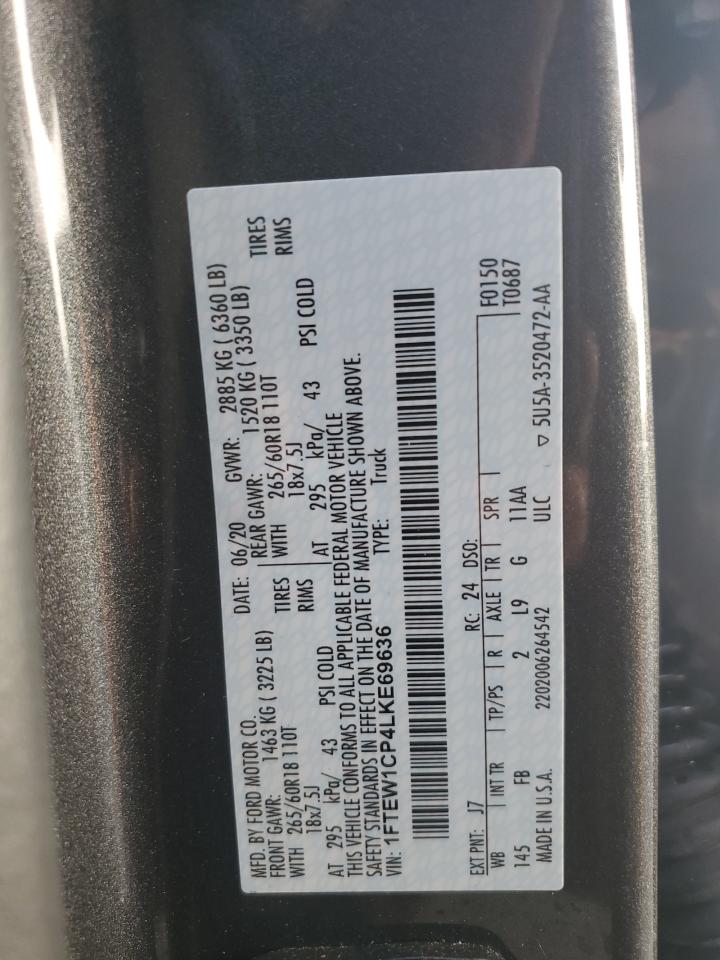 MFD. BY FORD MOTOR CO.
DATE: 06/20 GVWR: 2885 KG ( 6360 LB)
FRONT GAWR: 1463 KG ( 3225 LB) REAR GAWR: 1520 KG ( 3350 LB)
WITH 265/60R18 110T TIRES WITH 265/60R18 110T TIRES
18x7.5J RIMS 18x7.5J RIMS
AT 295 kPa/ 43 PSI COLD AT 295 kPa/ 43 PSI COLD
THIS VEHICLE CONFORMS TO ALL APPLICABLE FEDERAL MOTOR VEHICLE
SAFETY STANDARDS IN EFFECT ON THE DATE OF MANUFACTURE SHOWN ABOVE.
VIN: 1FTEW1CP4LKE69636 TYPE: Truck
EXT PNT: J7 RC: 24 DSO: F0150
WB INT TR TP/PS R AXLE TR SPR T0687
145 FB 2 L9 G 11AA
MADE IN U.S.A. 2202006264542 ULC ▽ 5U5A-3520472-AA